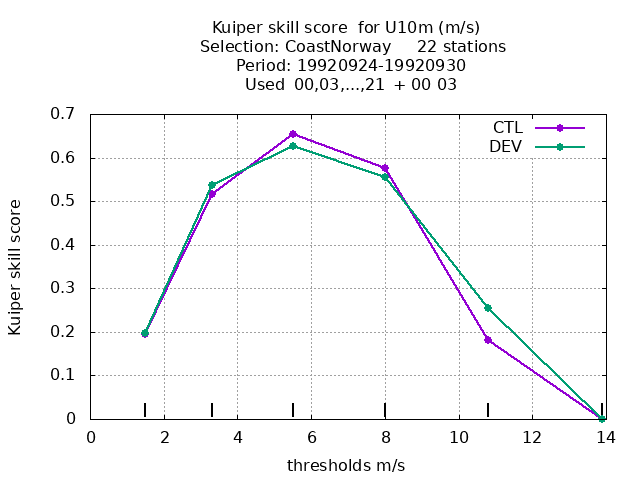 Kuiper skill score  for U10m (m/s)
Selection: CoastNorway     22 stations
Period: 19920924-19920930
Used  00,03,...,21  + 00 03
CTL
DEV
Kuiper skill score
0.7
0.6
0.5
0.4
0.3
0.2
0.1
0
0 2 4 6 8 10 12 14
thresholds m/s